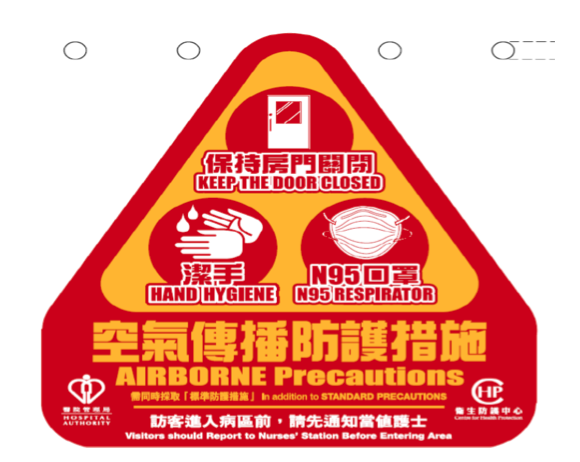 保持房門關閉
KEEP THE DOOR CLOSED
潔手
HAND HYGIENE
N95口罩
N95 RESPIRATOR
空氣傳播防護措施
AIRBORNE Precautions
需同時採取「標準防護措施」 In addition to STANDARD PRECAUTIONS
醫院管理局
HOSPITAL
AUTHORITY
訪客進入病區前，請先通知當值護士
Visitors should Report to Nurses' Station Before Entering Area
CHP
衞生防護中心
Centre for Health Protection